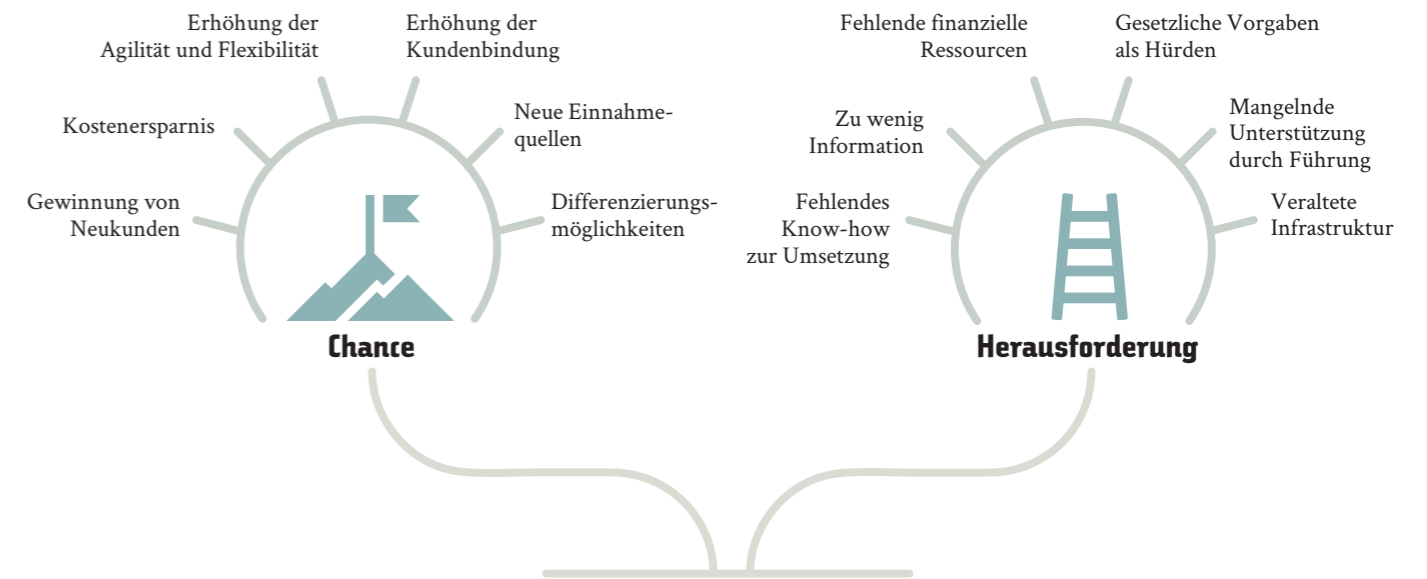 Erhöhung der
Agilität und Flexibilität
Erhöhung der
Kundenbindung
Kostenersparnis
Neue Einnahme-
quellen
Gewinnung von
Neukunden
Differenzierungs-
möglichkeiten
Chance
Fehlende finanzielle
Ressourcen
Gesetzliche Vorgaben
als Hürden
Zu wenig
Information
Mangelnde
Unterstützung
durch Führung
Fehlendes
Know-how
zur Umsetzung
Veraltete
Infrastruktur
Herausforderung